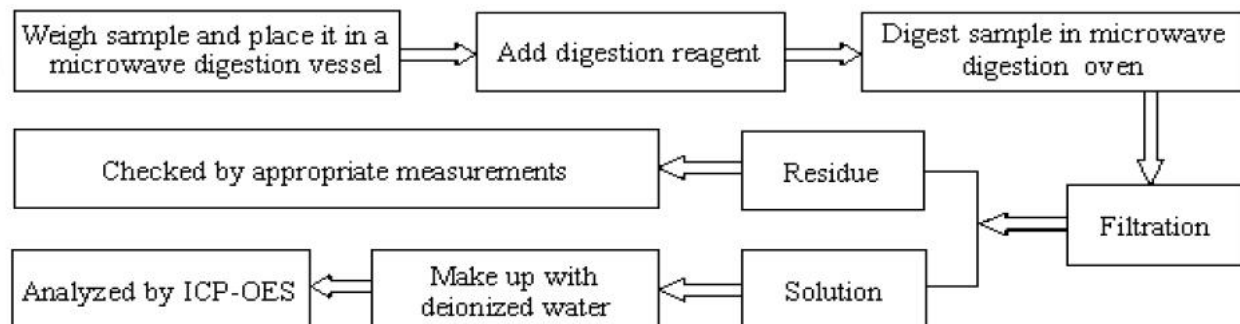 Weigh sample and place it in a
microwave digestion vessel
Add digestion reagent
Digest sample in microwave
digestion oven
Checked by appropriate measurements
Residue
Filtration
Analyzed by ICP-OES
Make up with
deionized water
Solution